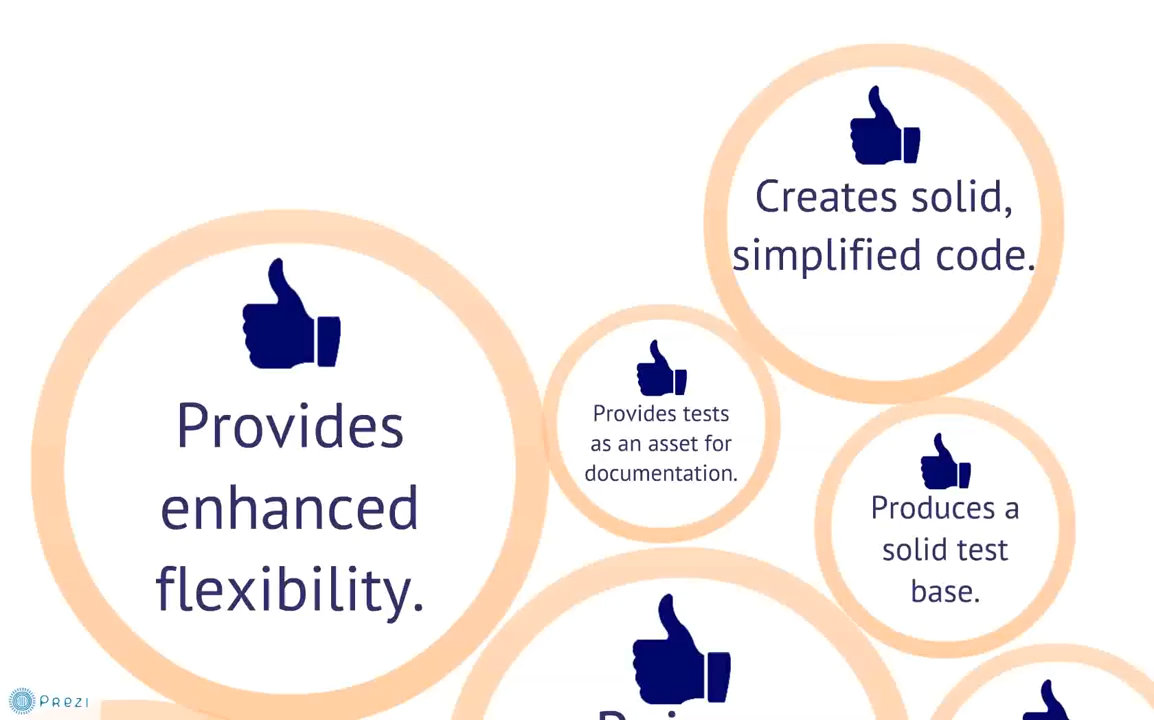 Creates solid,
simplified code.
Provides
enhanced
flexibility.
Provides tests
as an asset for
documentation.
Produces a
solid test
base.
PREZI